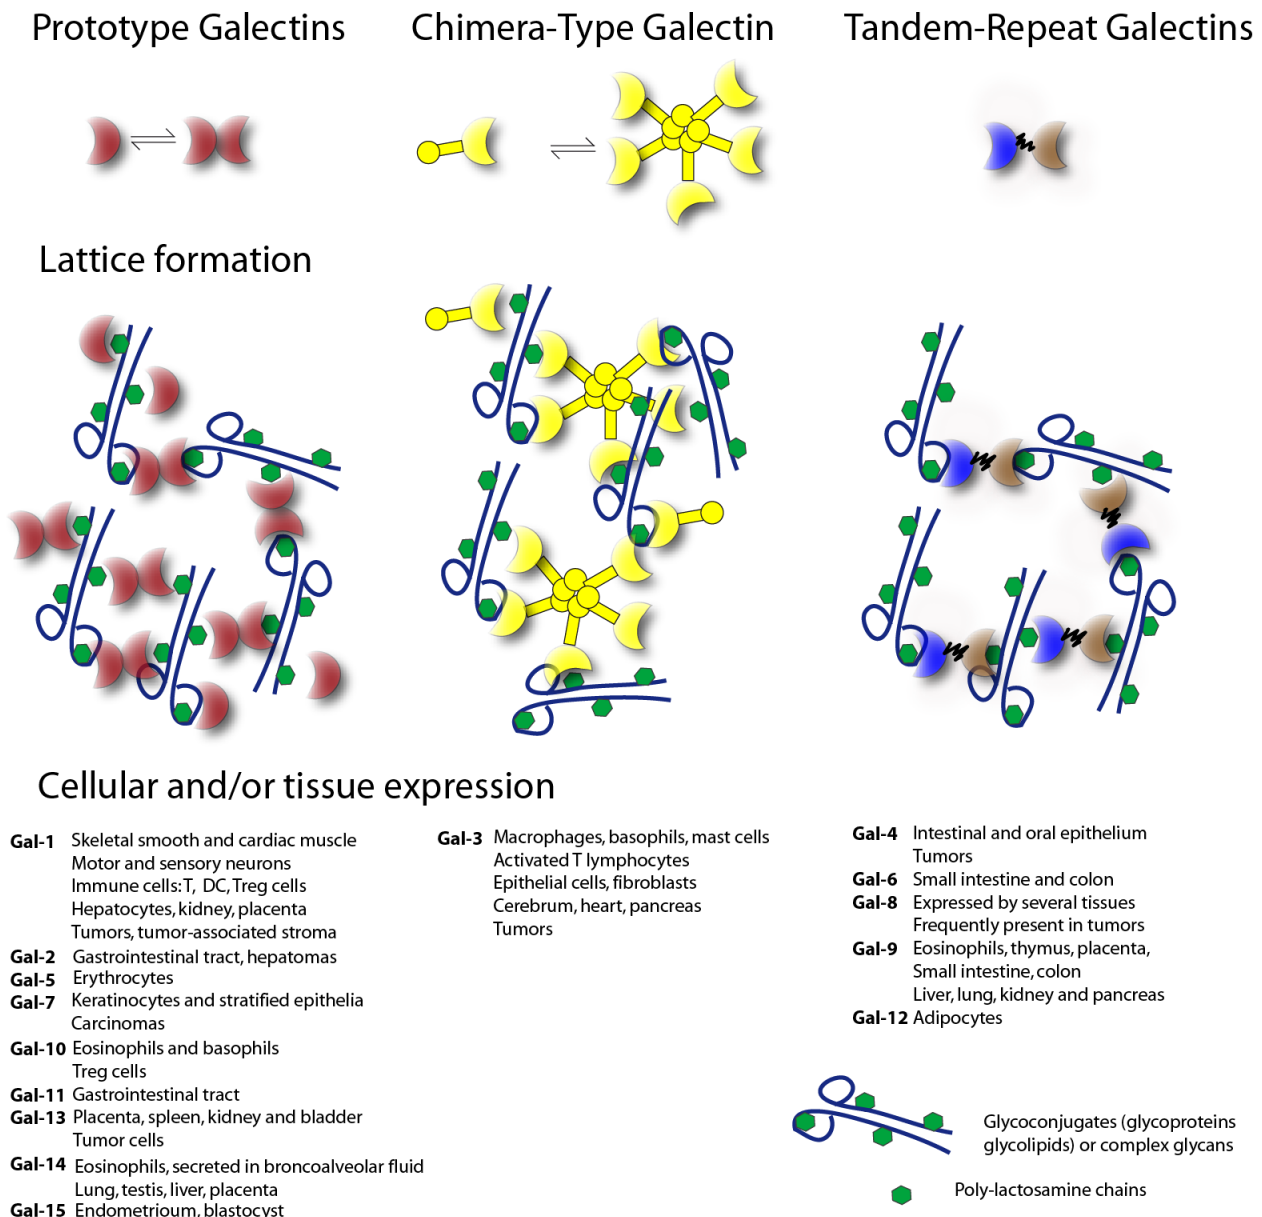 Prototype Galectins
Chimera-Type Galectin
Tandem-Repeat Galectins
Lattice formation
Cellular and/or tissue expression
Gal-1 Skeletal smooth and cardiac muscle
Motor and sensory neurons
Immune cells: T, DC, Treg cells
Hepatocytes, kidney, placenta
Tumors, tumor-associated stroma
Gal-2 Gastrointestinal tract, hepatomas
Gal-5 Erythrocytes
Gal-7 Keratinocytes and stratified epithelia
Carcinomas
Gal-10 Eosinophils and basophils
Treg cells
Gal-11 Gastrointestinal tract
Gal-13 Placenta, spleen, kidney and bladder
Tumor cells
Gal-14 Eosinophils, secreted in broncoalveolar fluid
Lung, testis, liver, placenta
Gal-15 Endometrioum, blastocyst
Gal-3 Macrophages, basophils, mast cells
Activated T lymphocytes
Epithelial cells, fibroblasts
Cerebrum, heart, pancreas
Tumors
Gal-4 Intestinal and oral epithelium
Tumors
Gal-6 Small intestine and colon
Gal-8 Expressed by several tissues
Frequently present in tumors
Gal-9 Eosinophils, thymus, placenta,
Small intestine, colon
Liver, lung, kidney and pancreas
Gal-12 Adipocytes
Glycoconjugates (glycoproteins
glycolipids) or complex glycans
Poly-lactosamine chains